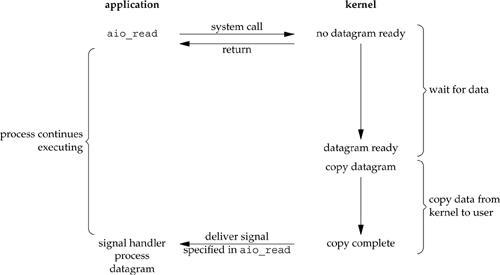 application
kernel
system call
aio_read
no datagram ready
return
wait for data
process continues
executing
datagram ready
copy datagram
copy data from
kernel to user
deliver signal
signal handler
specified in aio_read
copy complete
process
datagram